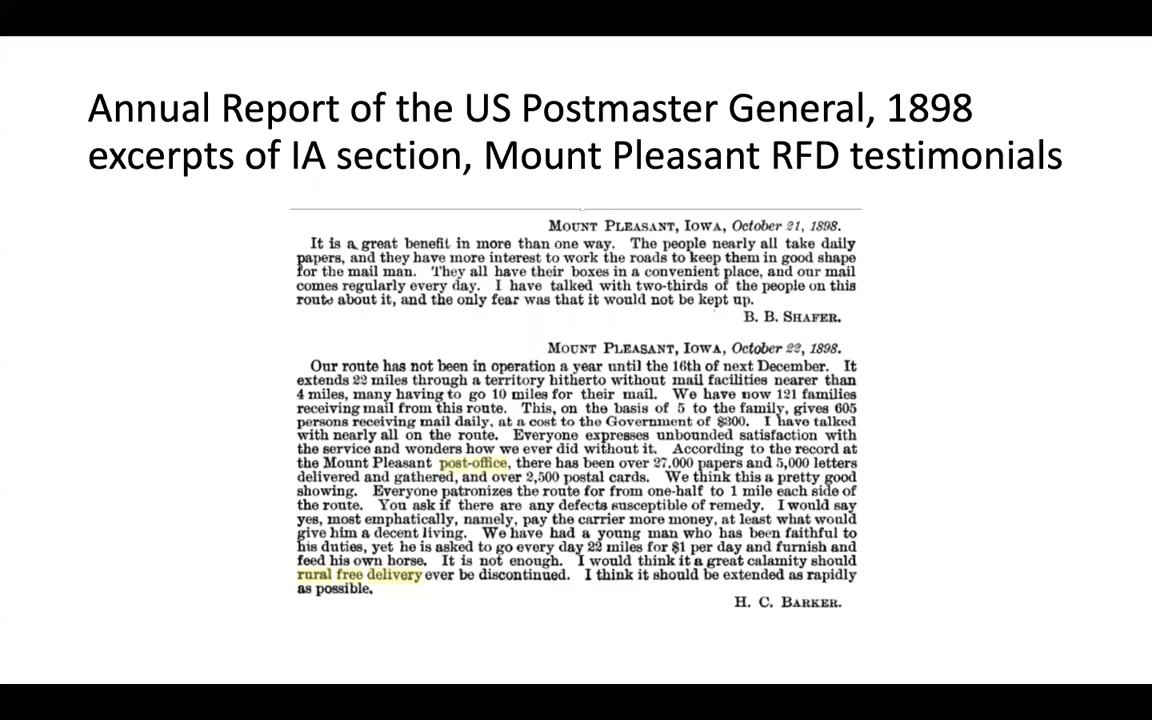 Annual Report of the US Postmaster General, 1898
excerpts of IA section, Mount Pleasant RFD testimonials
MOUNT PLEASANT, IOWA, October 21, 1898.
It is a great benefit in more than one way. The people nearly all take daily
papers, and they have more interest to work the roads to keep them in good shape
for the mail man. They all have their boxes in a convenient place, and our mail
comes regularly every day. I have talked with two-thirds of the people on this
route about it, and the only fear was that it would not be kept up.
B. B. SHAFER.
MOUNT PLEASANT, IOWA, October 22, 1898.
Our route has not been in operation a year until the 16th of next December. It
extends 22 miles through a territory hitherto without mail facilities nearer than
4 miles, many having to go 10 miles for their mail. We have now 121 families
receiving mail from this route. This, on the basis of 5 to the family, gives 605
persons receiving mail daily, at a cost to the Government of $300. I have talked
with nearly all on the route. Everyone expresses unbounded satisfaction with
the service and wonders how we ever did without it. According to the record at
the Mount Pleasant post-office, there has been over 27,000 papers and 5,000 letters
delivered and gathered, and over 2,500 postal cards. We think this a pretty good
showing. Everyone patronizes the route for from one-half to 1 mile each side of
the route. You ask if there are any defects susceptible of remedy. I would say
yes, most emphatically, namely, pay the carrier more money, at least what would
give him a decent living. We have had a young man who has been faithful to
his duties, yet he is asked to go every day 22 miles for $1 per day and furnish and
feed his own horse. It is not enough. I would think it a great calamity should
rural free delivery ever be discontinued. I think it should be extended as rapidly
as possible.
H. C. BARKER.